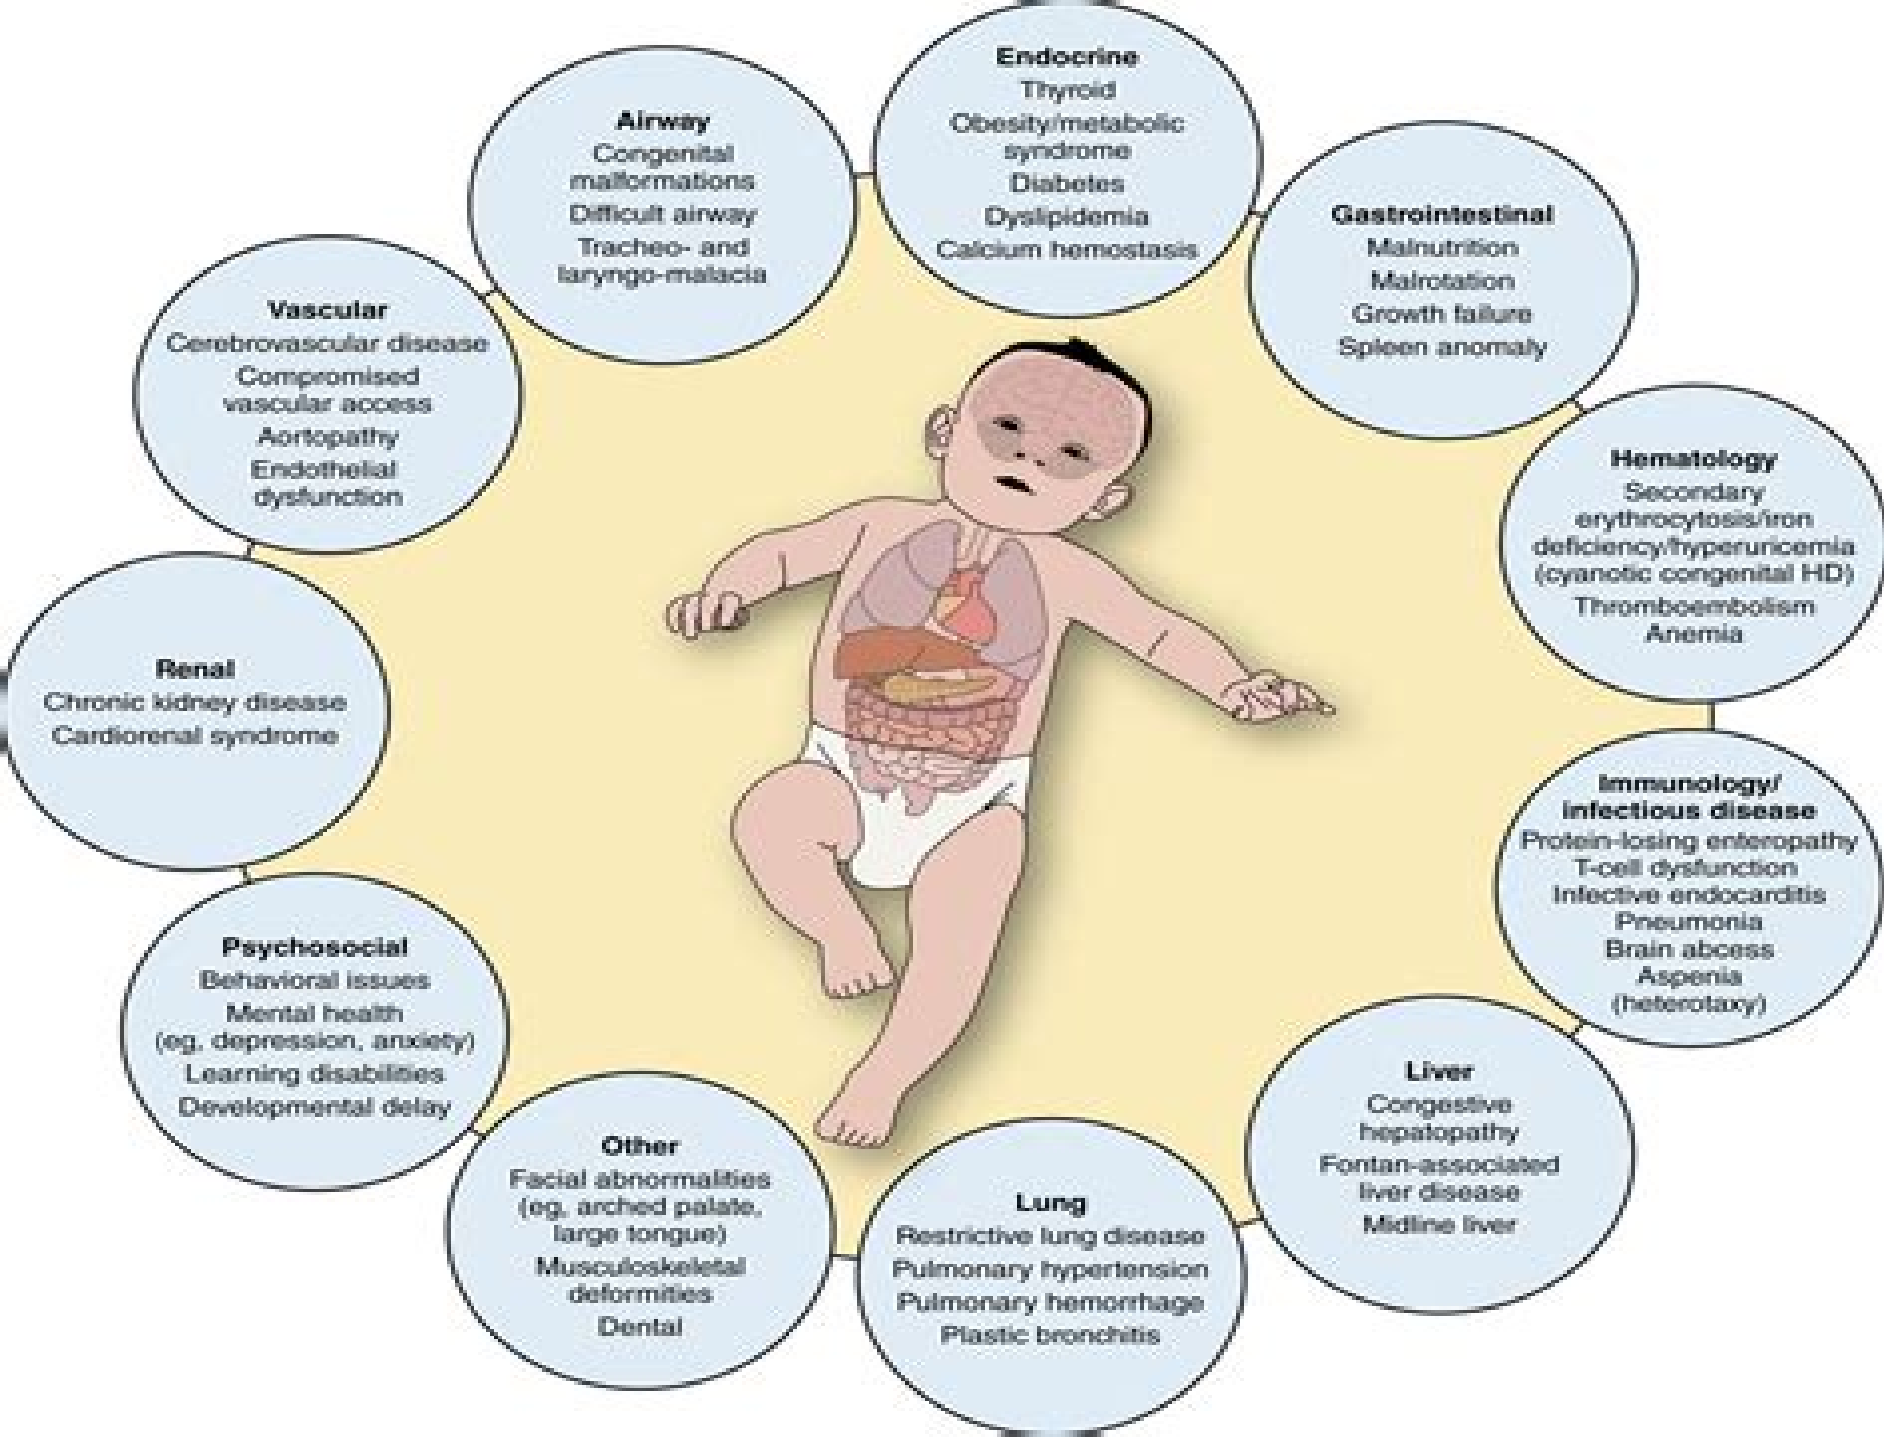 Endocrine
Thyroid
Obesity/metabolic
syndrome
Diabetes
Dyslipidemia
Calcium hemostasis
Airway
Congenital
malformations
Difficult airway
Tracheo- and
laryngo-malacia
Gastrointestinal
Malnutrition
Malrotation
Growth failure
Spleen anomaly
Vascular
Cerebrovascular disease
Compromised
vascular access
Aortopathy
Endothelial
dysfunction
Hematology
Secondary
erythrocytosis/iron
deficiency/hyperuricemia
(cyanotic congenital HD)
Thromboembolism
Anemia
Renal
Chronic kidney disease
Cardiorenal syndrome
Immunology/
infectious disease
Protein-losing enteropathy
T-cell dysfunction
Infective endocarditis
Pneumonia
Brain abcess
Aspenia
(heterotaxy)
Psychosocial
Behavioral issues
Mental health
(eg, depression, anxiety)
Learning disabilities
Developmental delay
Liver
Congestive
hepatopathy
Fontan-associated
liver disease
Midline liver
Other
Facial abnormalities
(eg, arched palate,
large tongue)
Musculoskeletal
deformities
Dental
Lung
Restrictive lung disease
Pulmonary hypertension
Pulmonary hemorrhage
Plastic bronchitis